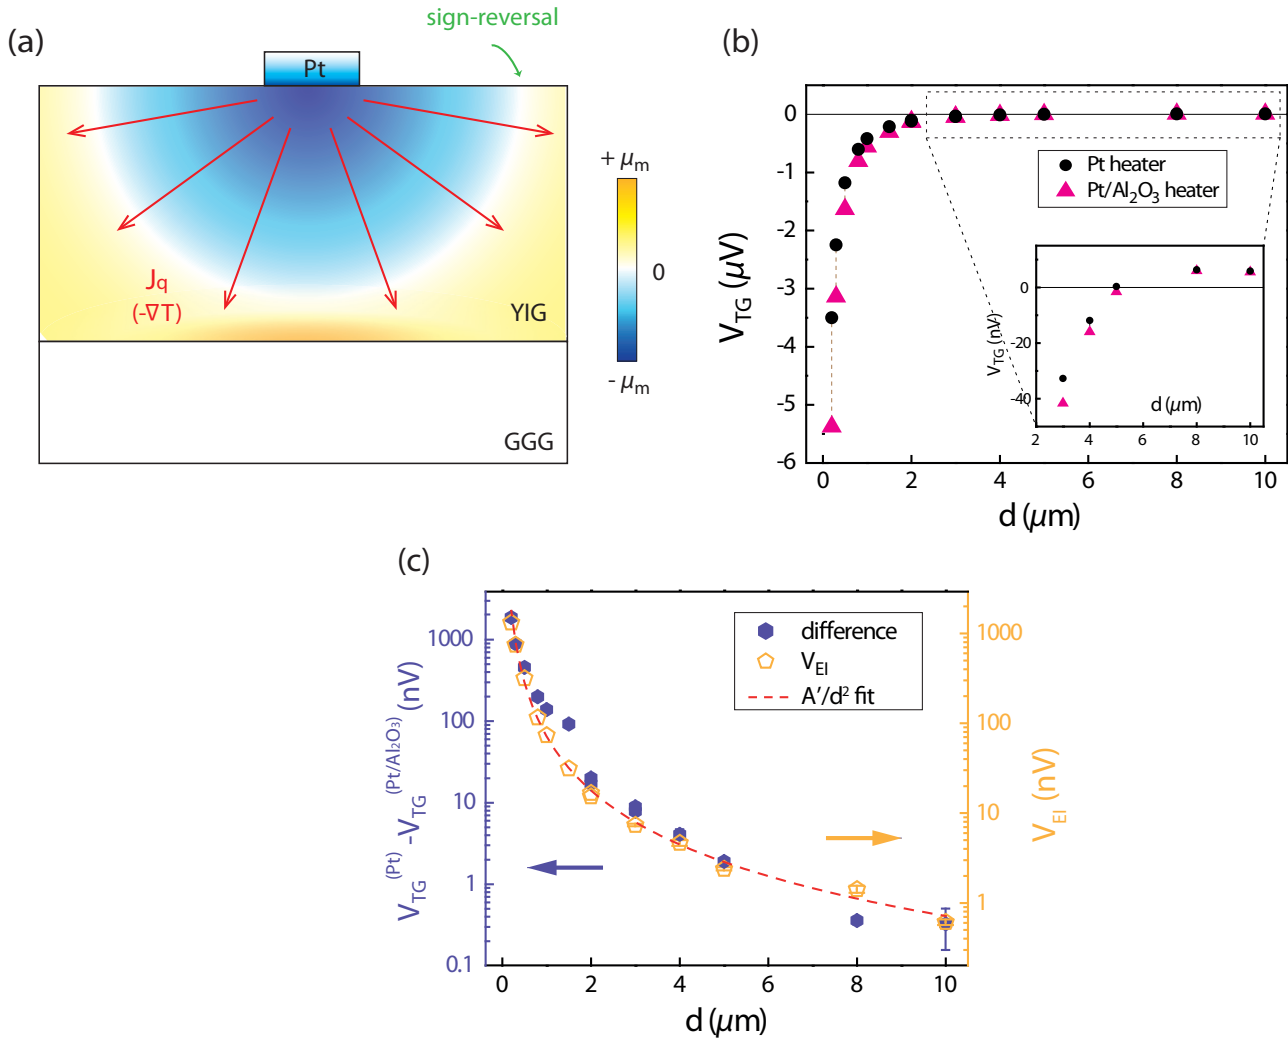 (a)
sign-reversal
Pt
+ μm
0
- μm
Jq
(-∇T)
YIG
GGG
(b)
VTG (μV)
0
-1
-2
-3
-4
-5
-6
0 2 4 6 8 10
d (μm)
Pt heater
Pt/Al2O3 heater
VTG (nV)
0
-20
-40
2 4 6 8 10
d (μm)
(c)
VTG(Pt) -VTG(Pt/Al2O3) (nV)
1000
100
10
1
0.1
difference
VEI
A'/d2 fit
1000
100
10
1
VEI (nV)
0 2 4 6 8 10
d (μm)